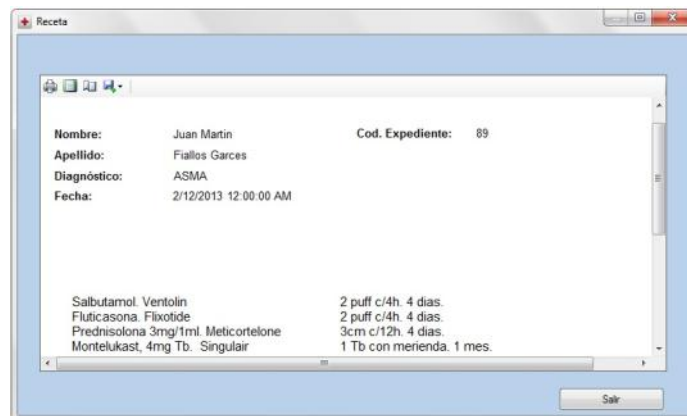 Receta
Nombre: Juan Martin Cod. Expediente: 89
Apellido: Fiallos Garces
Diagnóstico: ASMA
Fecha: 2/12/2013 12:00:00 AM
Salbutamol. Ventolin 2 puff c/4h. 4 dias.
Fluticasona. Flixotide 2 puff c/4h. 4 dias.
Prednisolona 3mg/1ml. Meticortelone 3cm c/12h. 4 dias.
Montelukast, 4mg Tb. Singulair 1 Tb con merienda. 1 mes.
Salir